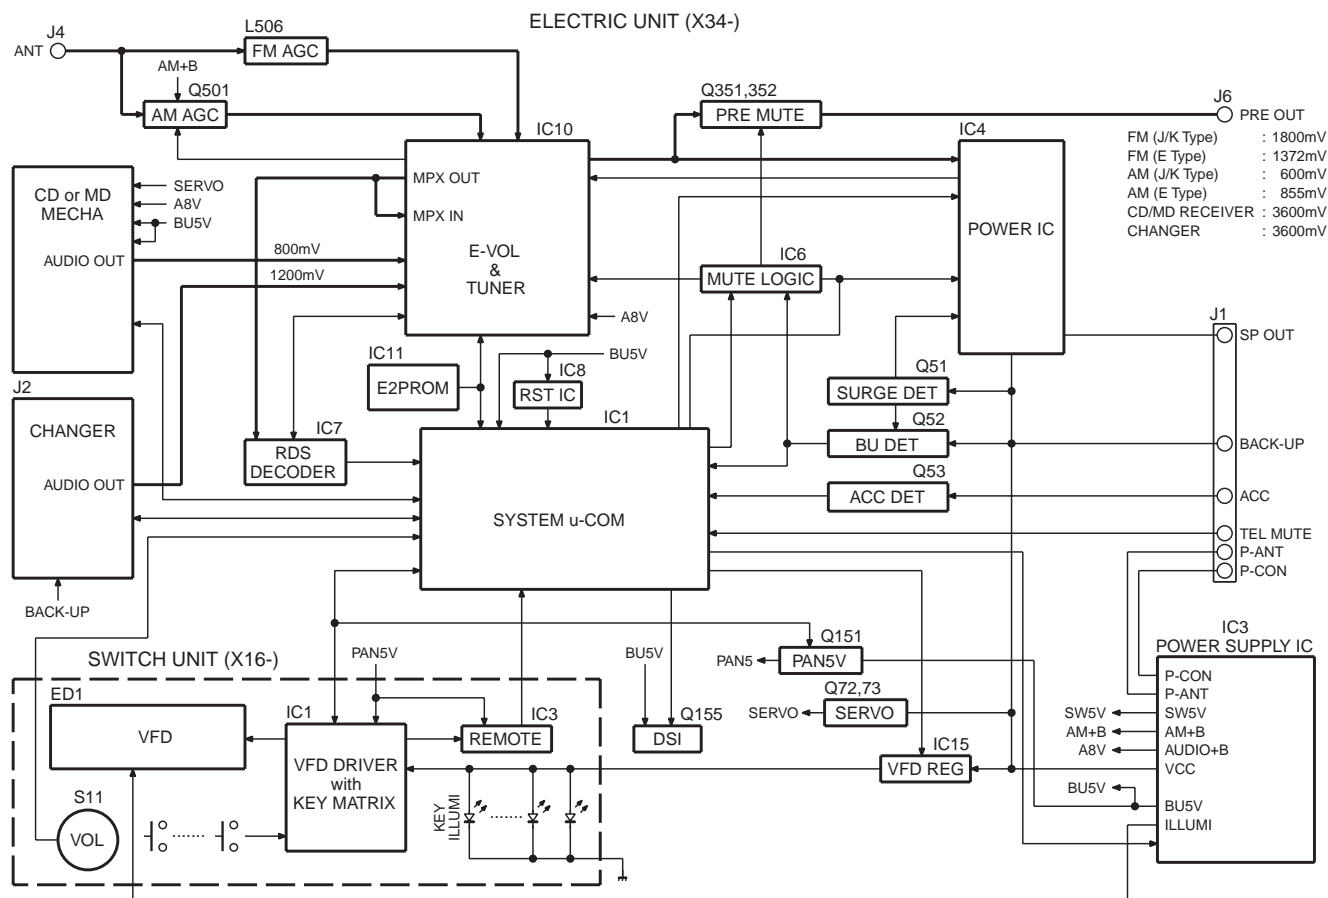 ELECTRIC UNIT (X34-)
J4
ANT
L506
FM AGC
AM+B
Q501
AM AGC
Q351,352
PRE MUTE
J6
PRE OUT
FM (J/K Type) : 1800mV
FM (E Type) : 1372mV
AM (J/K Type) : 600mV
AM (E Type) : 855mV
CD/MD RECEIVER : 3600mV
CHANGER : 3600mV
IC10
MPX OUT
MPX IN
E-VOL
&
TUNER
IC4
POWER IC
CD or MD
MECHA
AUDIO OUT
SERVO
A8V
BU5V
800mV
1200mV
IC6
MUTE LOGIC
A8V
J1
SP OUT
BACK-UP
ACC
TEL MUTE
P-ANT
P-CON
IC11
E2PROM
BU5V
IC8
RST IC
Q51
SURGE DET
Q52
BU DET
Q53
ACC DET
J2
CHANGER
AUDIO OUT
BACK-UP
IC7
RDS
DECODER
IC1
SYSTEM u-COM
SWITCH UNIT (X16-)
PAN5V
BU5V
PAN5
Q151
PAN5V
Q72,73
SERVO
SERVO
Q155
DSI
IC15
VFD REG
IC3
POWER SUPPLY IC
P-CON
P-ANT
SW5V
SW5V
AM+B
AM+B
A8V
AUDIO+B
VCC
BU5V
BU5V
ILLUMI
ED1
VFD
IC1
VFD DRIVER
with
KEY MATRIX
IC3
REMOTE
S11
VOL
KEY
ILLUMI